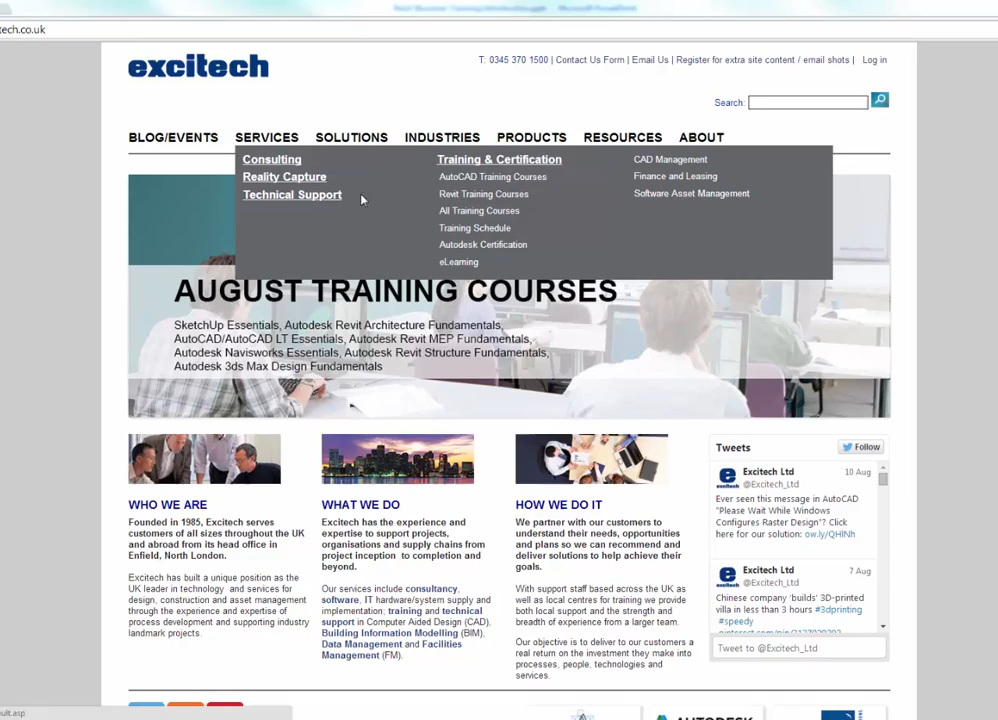 tech.co.uk
excitech
T: 0345 370 1500 | Contact Us Form | Email Us | Register for extra site content / email shots | Log in
Search:
BLOG/EVENTS SERVICES SOLUTIONS INDUSTRIES PRODUCTS RESOURCES ABOUT
Consulting
Reality Capture
Technical Support
Training & Certification
AutoCAD Training Courses
Revit Training Courses
All Training Courses
Training Schedule
Autodesk Certification
eLearning
CAD Management
Finance and Leasing
Software Asset Management
AUGUST TRAINING COURSES
SketchUp Essentials, Autodesk Revit Architecture Fundamentals,
AutoCAD/AutoCAD LT Essentials, Autodesk Revit MEP Fundamentals,
Autodesk Navisworks Essentials, Autodesk Revit Structure Fundamentals,
Autodesk 3ds Max Design Fundamentals
WHO WE ARE
Founded in 1985, Excitech serves
customers of all sizes throughout the UK
and abroad from its head office in
Enfield, North London.
Excitech has built a unique position as the
UK leader in technology and services for
design, construction and asset management
through the experience and expertise of
process development and supporting industry
landmark projects.
WHAT WE DO
Excitech has the experience and
expertise to support projects,
organisations and supply chains from
project inception to completion and
beyond.
Our services include consultancy,
software, IT hardware/system supply and
implementation; training and technical
support in Computer Aided Design (CAD),
Building Information Modelling (BIM),
Data Management and Facilities
Management (FM).
HOW WE DO IT
We partner with our customers to
understand their needs, opportunities
and plans so we can recommend and
deliver solutions to help achieve their
goals.
With support staff based across the UK as
well as local centres for training we provide
both local support and the strength and
breadth of experience from a larger team.
Our objective is to deliver to our customers a
real return on the investment they make into
processes, people, technologies and
services.
Tweets Follow
Excitech Ltd 10 Aug
@Excitech_Ltd
Ever seen this message in AutoCAD
"Please Wait While Windows
Configures Raster Design"? Click
here for our solution: ow.ly/QHlNh
Excitech Ltd 7 Aug
@Excitech_Ltd
Chinese company 'builds' 3D-printed
villa in less than 3 hours #3dprinting
#speedy
Tweet to @Excitech_Ltd
ult.asp
AUTODESK